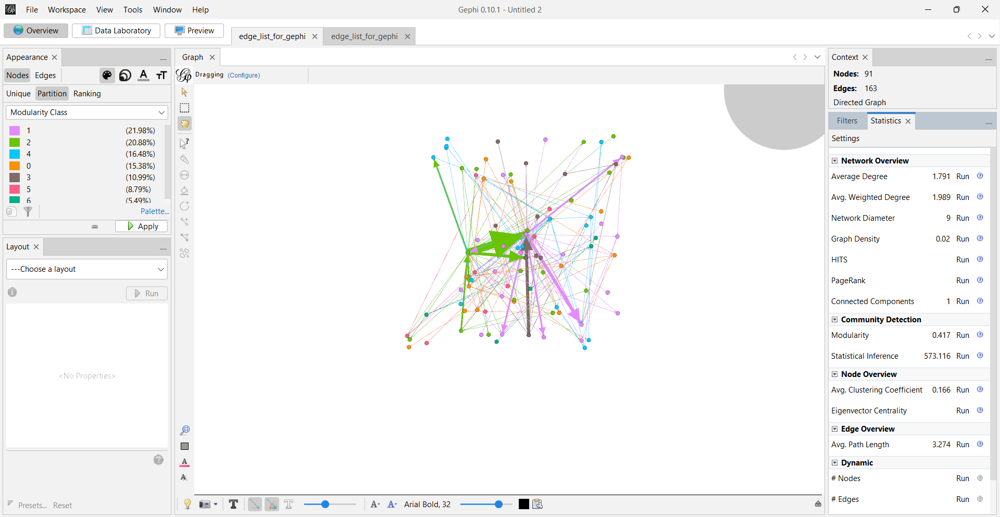 File Workspace View Tools Window Help
Gephi 0.10.1 - Untitled 2
Overview Data Laboratory Preview
edge_list_for_gephi edge_list_for_gephi
Appearance
Nodes Edges
Unique Partition Ranking
Modularity Class
1 (21.98%)
2 (20.88%)
4 (16.48%)
0 (15.38%)
3 (10.99%)
5 (8.79%)
6 (5.49%)
Palette...
Apply
Layout
---Choose a layout
Run
<No Properties>
Presets... Reset
Graph
Dragging (Configure)
Arial Bold, 32
Context
Nodes: 91
Edges: 163
Directed Graph
Filters Statistics
Settings
Network Overview
Average Degree 1.791 Run
Avg. Weighted Degree 1.989 Run
Network Diameter 9 Run
Graph Density 0.02 Run
HITS Run
PageRank Run
Connected Components 1 Run
Community Detection
Modularity 0.417 Run
Statistical Inference 573.116 Run
Node Overview
Avg. Clustering Coefficient 0.166 Run
Eigenvector Centrality Run
Edge Overview
Avg. Path Length 3.274 Run
Dynamic
# Nodes Run
# Edges Run